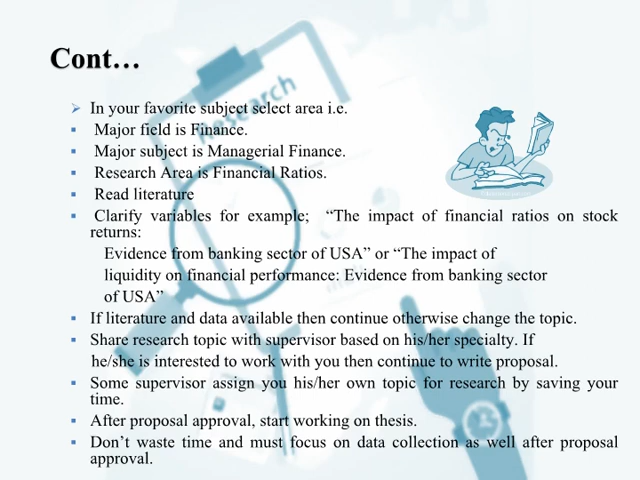 Cont…
Research
In your favorite subject select area i.e.
Major field is Finance.
Major subject is Managerial Finance.
Research Area is Financial Ratios.
Read literature
Clarify variables for example; “The impact of financial ratios on stock
returns:
Evidence from banking sector of USA” or “The impact of
liquidity on financial performance: Evidence from banking sector
of USA”
If literature and data available then continue otherwise change the topic.
Share research topic with supervisor based on his/her specialty. If
he/she is interested to work with you then continue to write proposal.
Some supervisor assign you his/her own topic for research by saving your
time.
After proposal approval, start working on thesis.
Don’t waste time and must focus on data collection as well after proposal
approval.